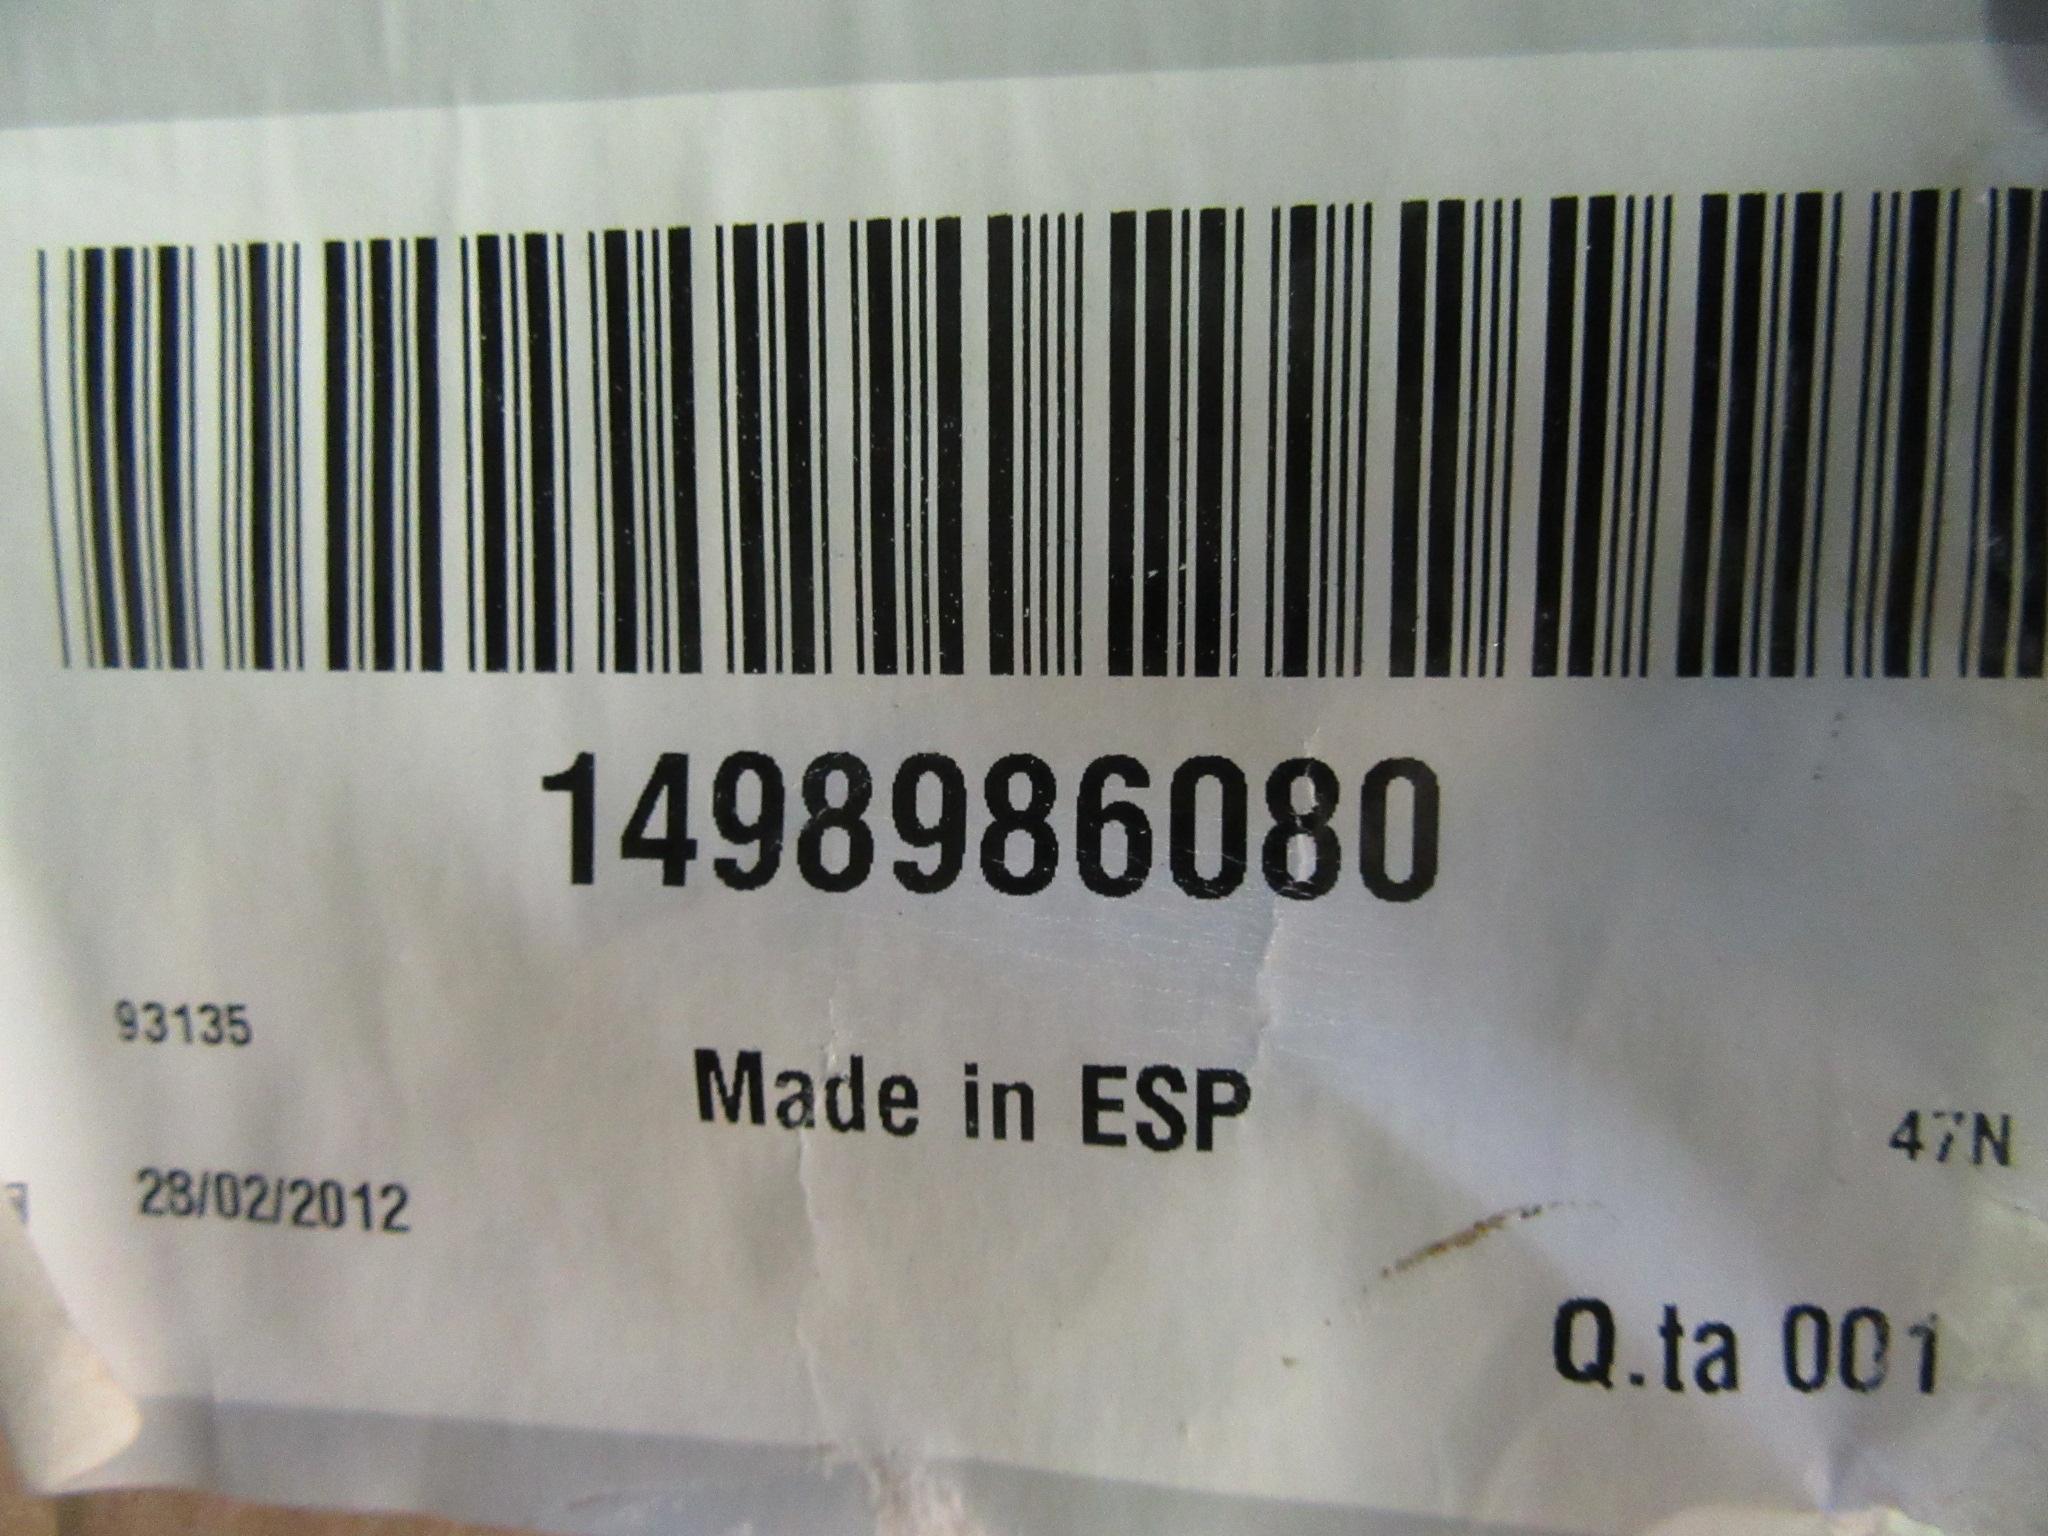 1498986080
93135
Made in ESP
47N
28/02/2012
Q.ta 001